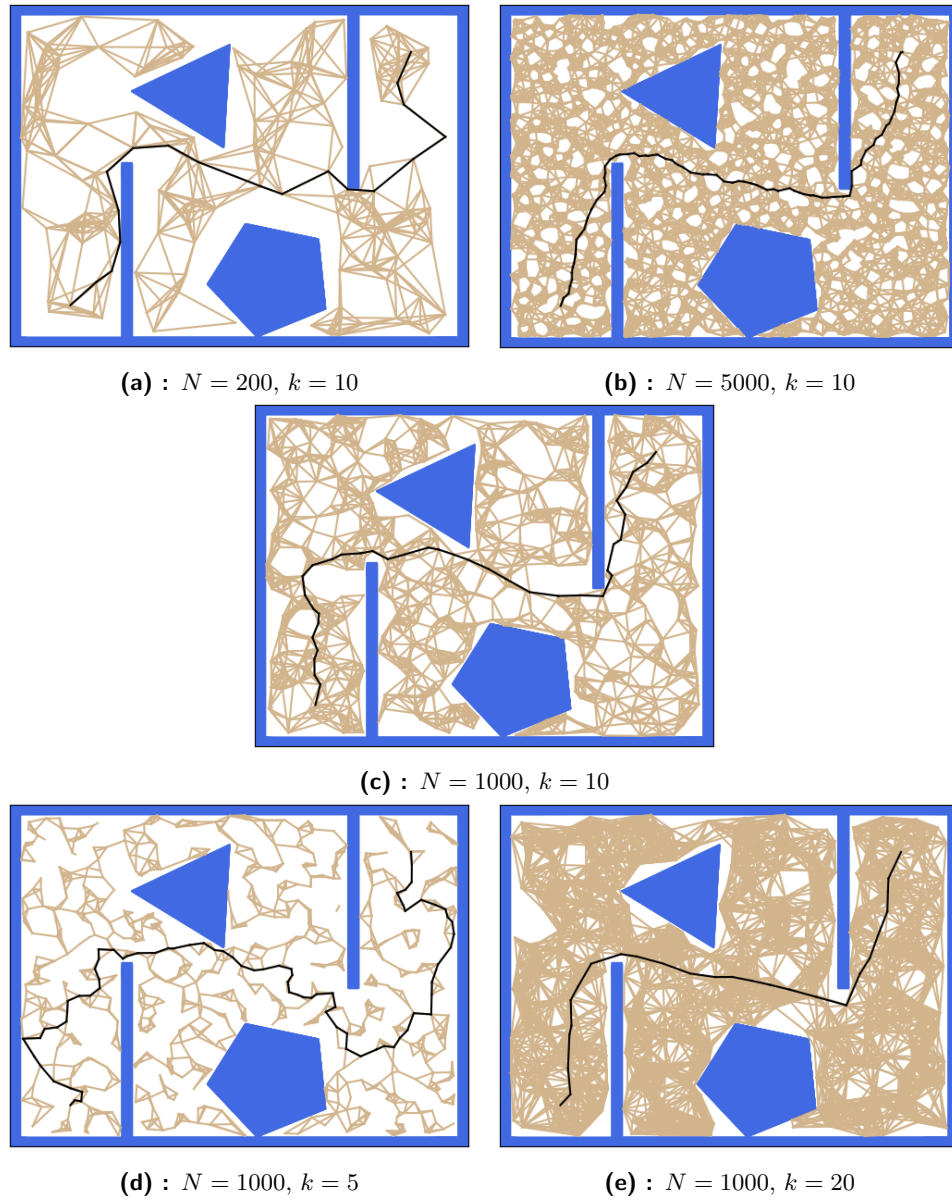 (a) : N = 200, k = 10
(b) : N = 5000, k = 10
(c) : N = 1000, k = 10
(d) : N = 1000, k = 5
(e) : N = 1000, k = 20